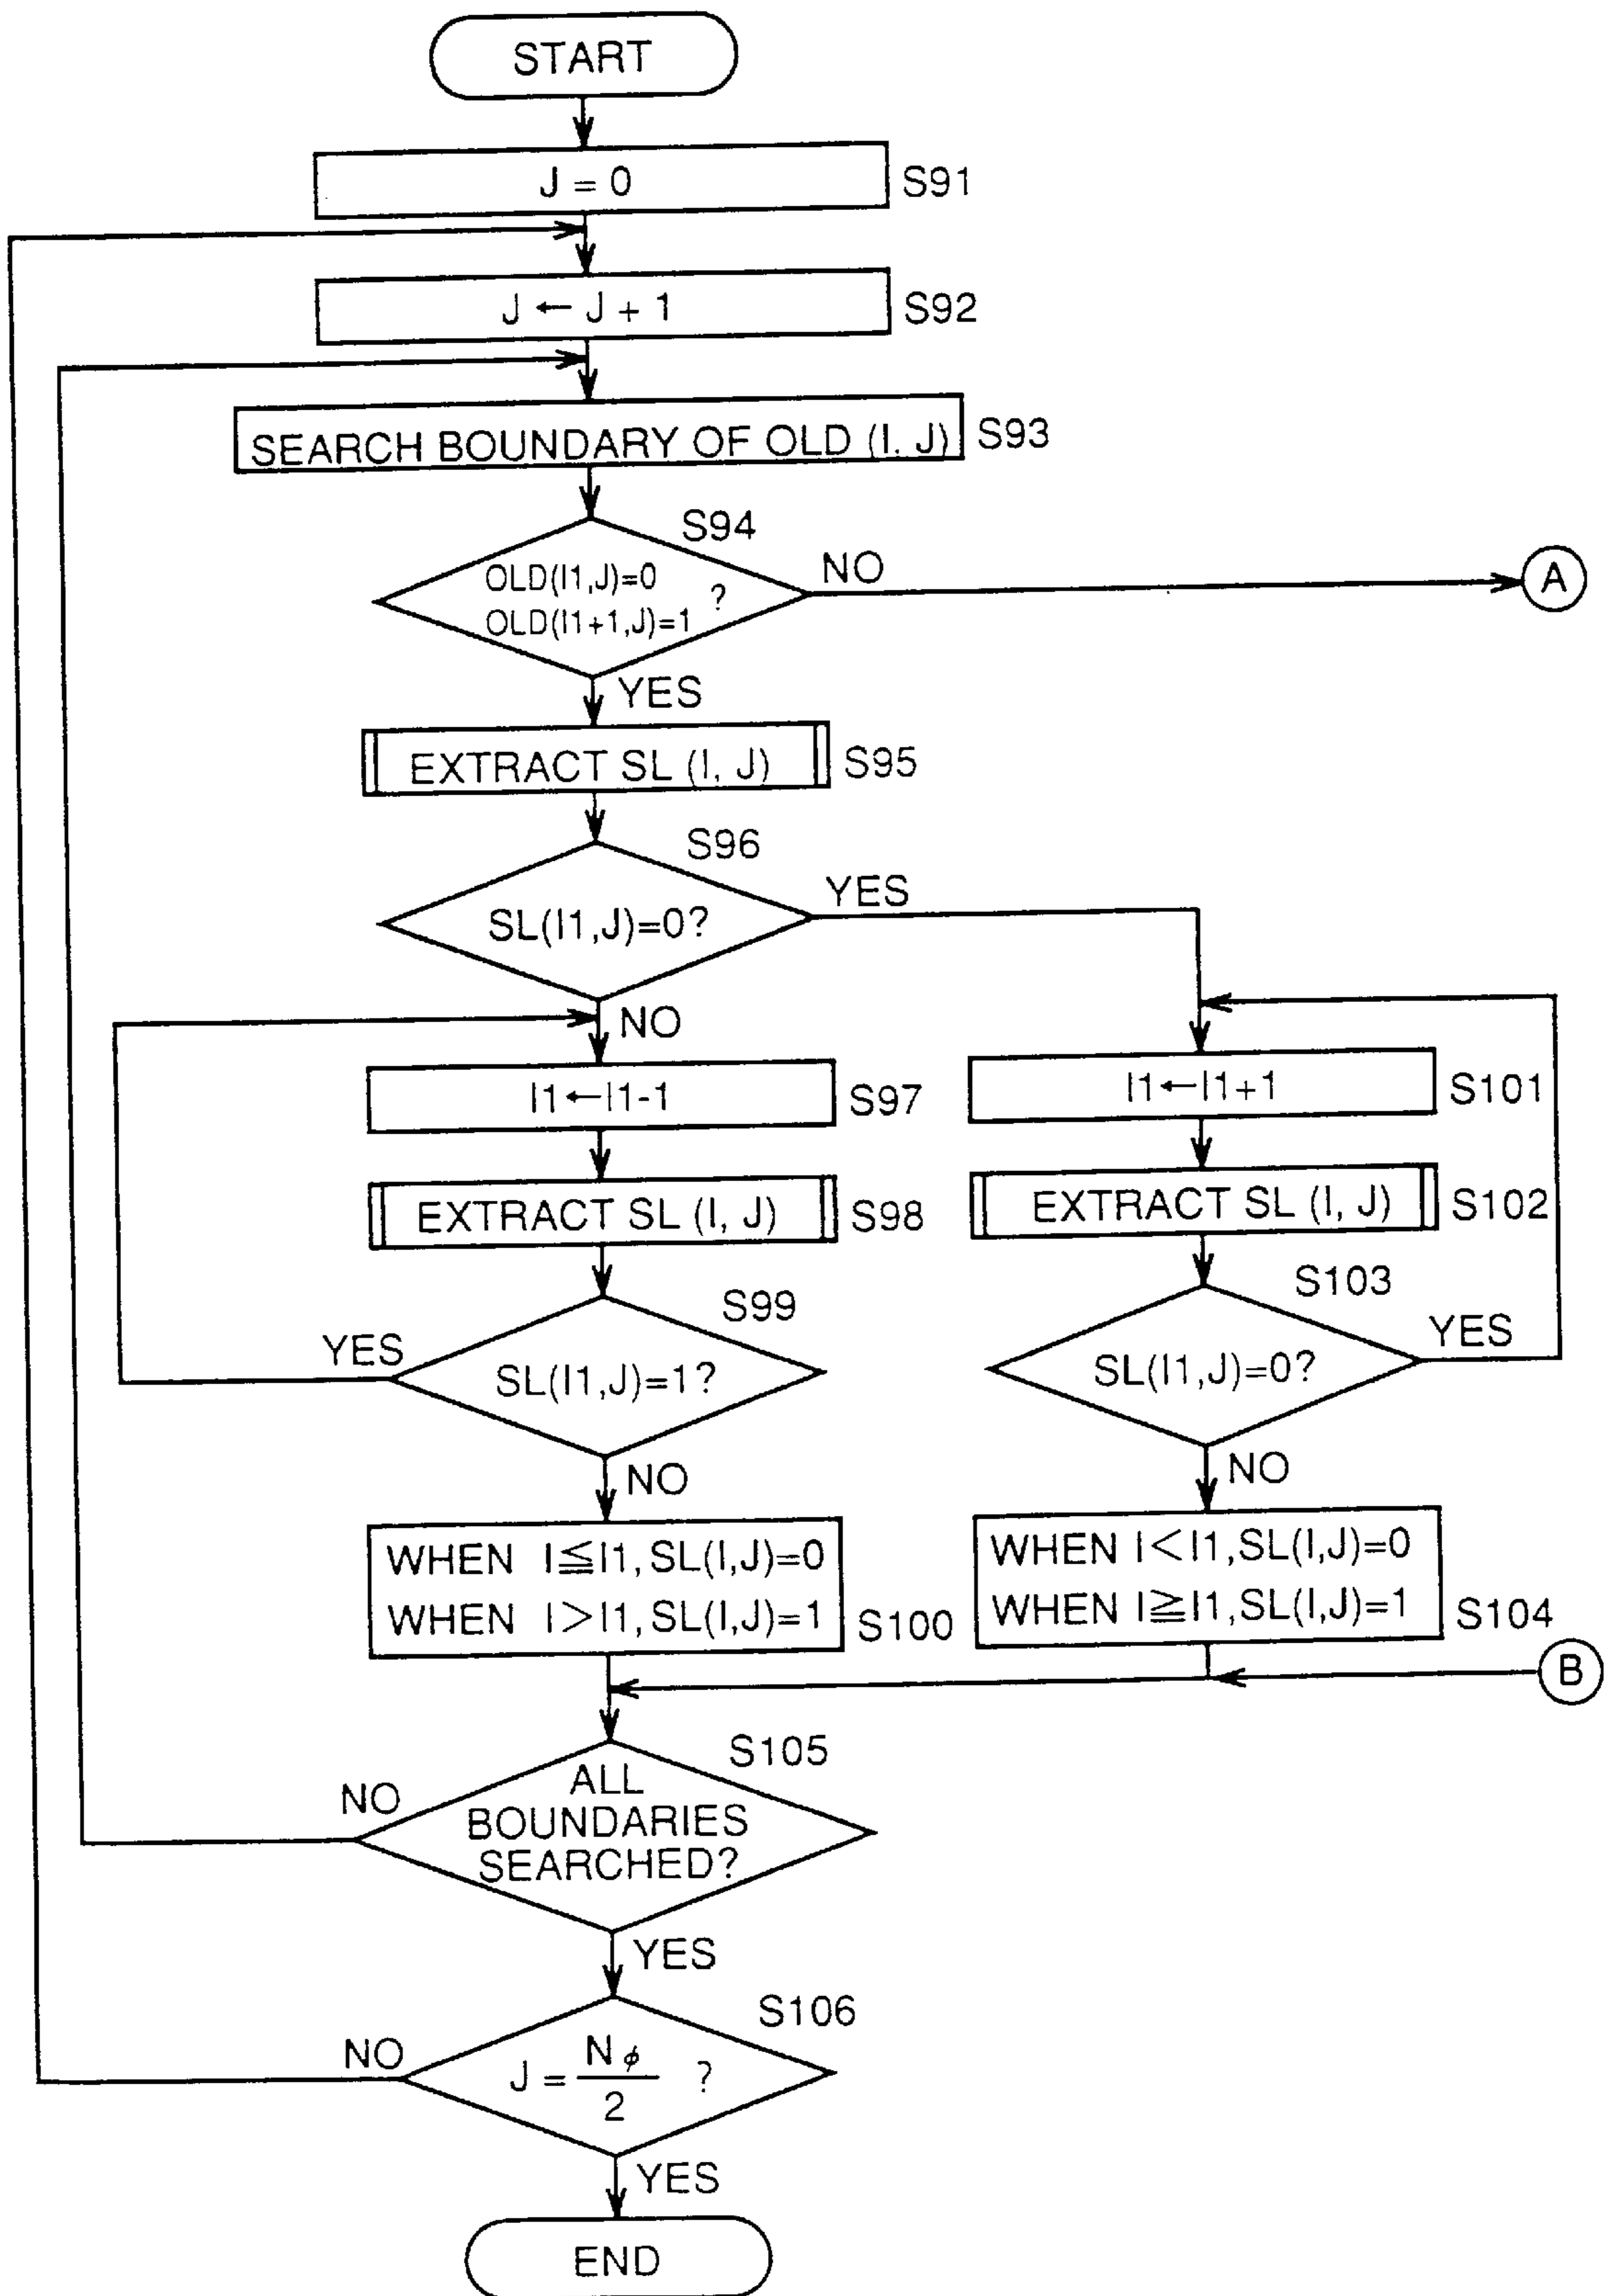 START
J = 0 S91
J ← J + 1 S92
SEARCH BOUNDARY OF OLD (I, J) S93
S94
OLD(I1,J)=0
OLD(I1+1,J)=1 ?
NO
A
YES
EXTRACT SL (I, J) S95
S96
SL(I1,J)=0?
YES
NO
I1←I1-1 S97
I1←I1+1 S101
EXTRACT SL (I, J) S98
EXTRACT SL (I, J) S102
S99
SL(I1,J)=1?
YES
NO
S103
SL(I1,J)=0?
YES
NO
WHEN I≦I1, SL(I,J)=0
WHEN I>I1, SL(I,J)=1 S100
WHEN I<I1, SL(I,J)=0
WHEN I≧I1, SL(I,J)=1 S104
B
S105
ALL
BOUNDARIES
SEARCHED?
NO
YES
S106
J = Nφ/2 ?
NO
YES
END